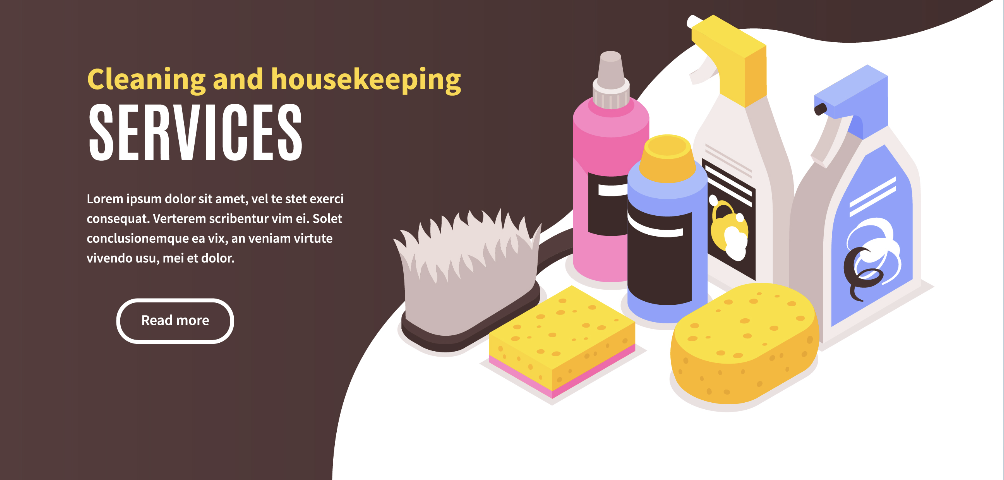 Cleaning and housekeeping
SERVICES
Lorem ipsum dolor sit amet, vel te stet exerci
consequat. Verterem scribentur vim ei. Solet
conclusionemque ea vix, an veniam virtute
vivendo usu, mei et dolor.
Read more